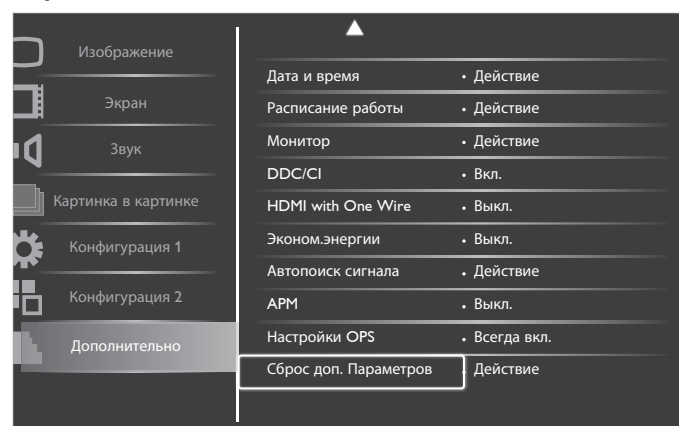 Изображение
Экран
Звук
Картинка в картинке
Конфигурация 1
Конфигурация 2
Дополнительно
Дата и время • Действие
Расписание работы • Действие
Монитор • Действие
DDC/CI • Вкл.
HDMI with One Wire • Выкл.
Эконом.энергии • Выкл.
Автопоиск сигнала • Действие
APM • Выкл.
Настройки OPS • Всегда вкл.
Сброс доп. Параметров • Действие